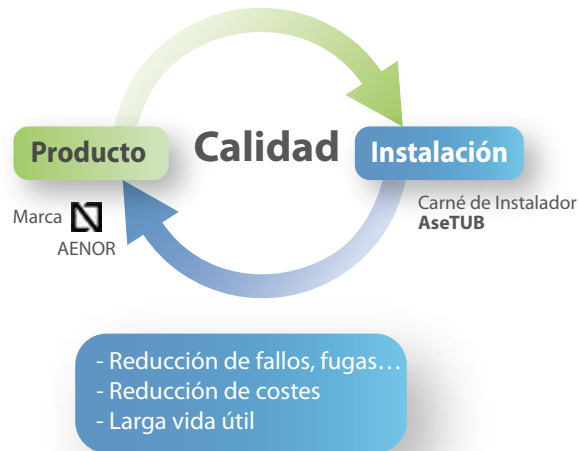 Producto
Calidad
Instalación
Marca
AENOR
Carné de Instalador
AseTUB
- Reducción de fallos, fugas…
- Reducción de costes
- Larga vida útil